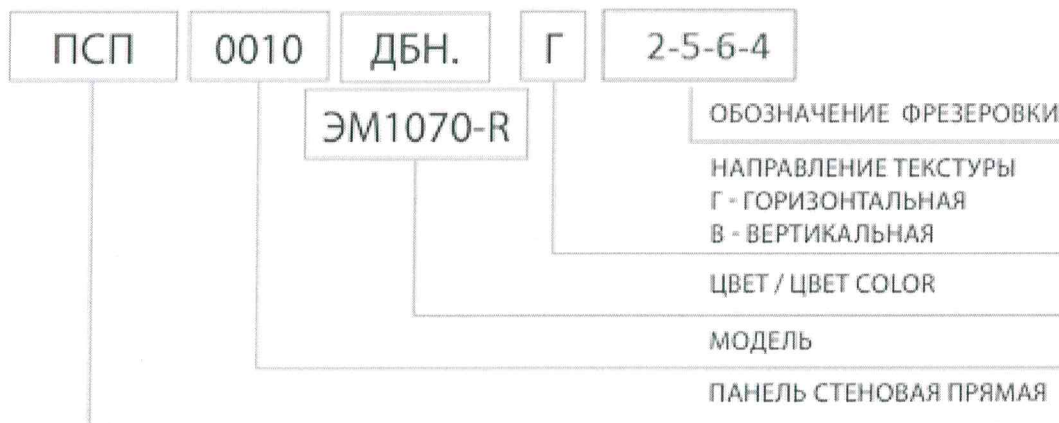 ПСП 0010 ДБН. Г 2-5-6-4
ЭМ1070-R
ОБОЗНАЧЕНИЕ ФРЕЗЕРОВКИ
НАПРАВЛЕНИЕ ТЕКСТУРЫ
Г - ГОРИЗОНТАЛЬНАЯ
В - ВЕРТИКАЛЬНАЯ
ЦВЕТ / ЦВЕТ COLOR
МОДЕЛЬ
ПАНЕЛЬ СТЕНОВАЯ ПРЯМАЯ